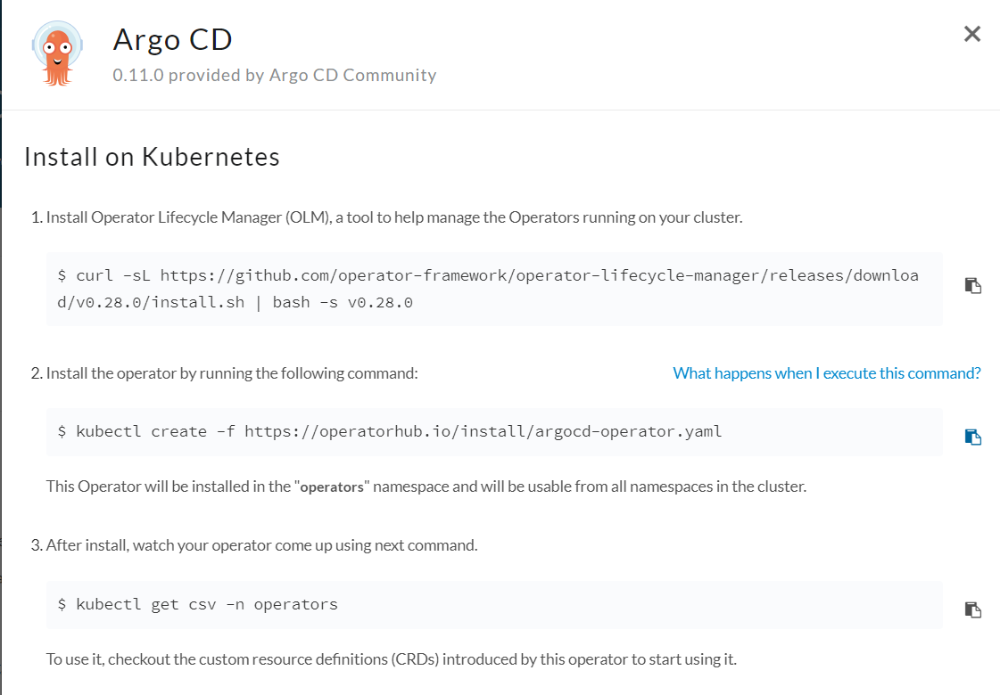 Argo CD
0.11.0 provided by Argo CD Community
Install on Kubernetes
1. Install Operator Lifecycle Manager (OLM), a tool to help manage the Operators running on your cluster.
$ curl -sL https://github.com/operator-framework/operator-lifecycle-manager/releases/downloa
d/v0.28.0/install.sh | bash -s v0.28.0
2. Install the operator by running the following command: What happens when I execute this command?
$ kubectl create -f https://operatorhub.io/install/argocd-operator.yaml
This Operator will be installed in the "operators" namespace and will be usable from all namespaces in the cluster.
3. After install, watch your operator come up using next command.
$ kubectl get csv -n operators
To use it, checkout the custom resource definitions (CRDs) introduced by this operator to start using it.